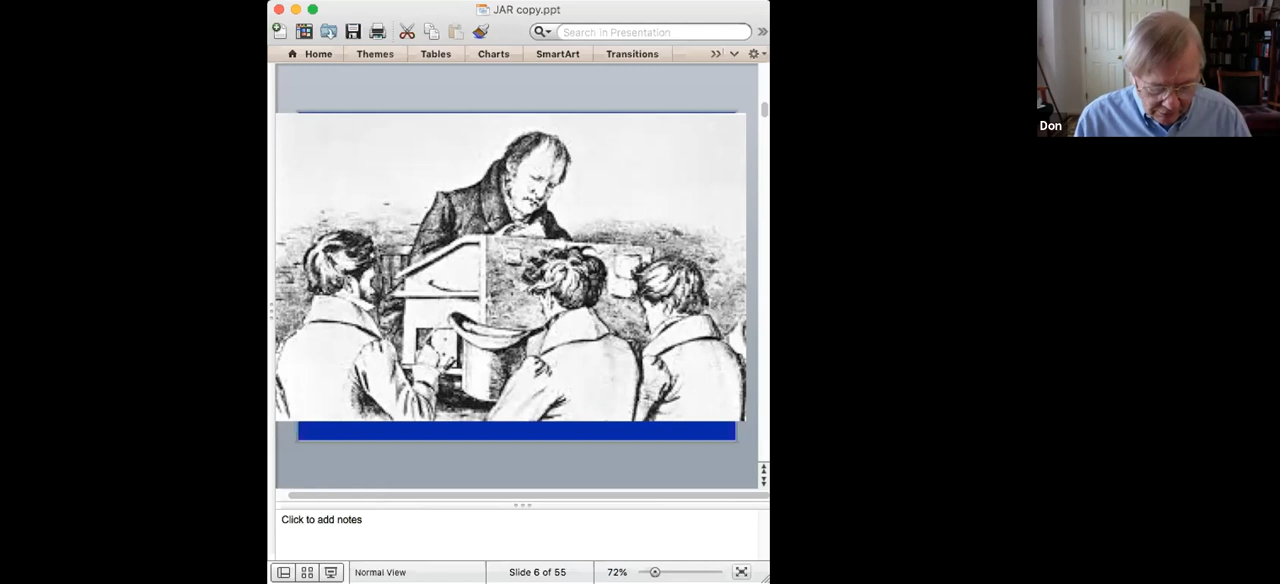 JAR copy.ppt
Search in Presentation
Home Themes Tables Charts SmartArt Transitions
Don
Click to add notes
Normal View Slide 6 of 55 72%